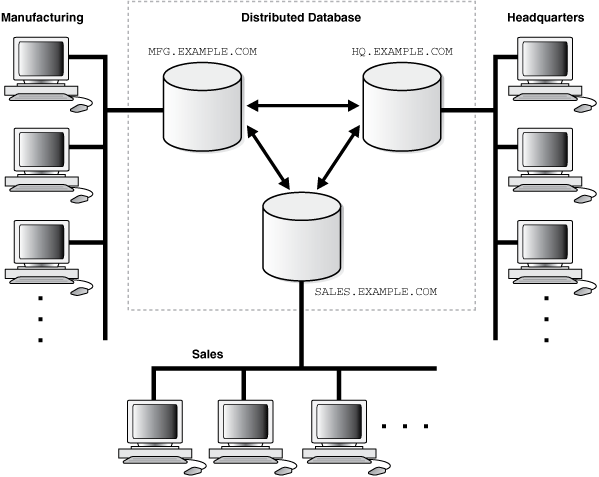 Manufacturing
Distributed Database
Headquarters
MFG.EXAMPLE.COM
HQ.EXAMPLE.COM
SALES.EXAMPLE.COM
Sales